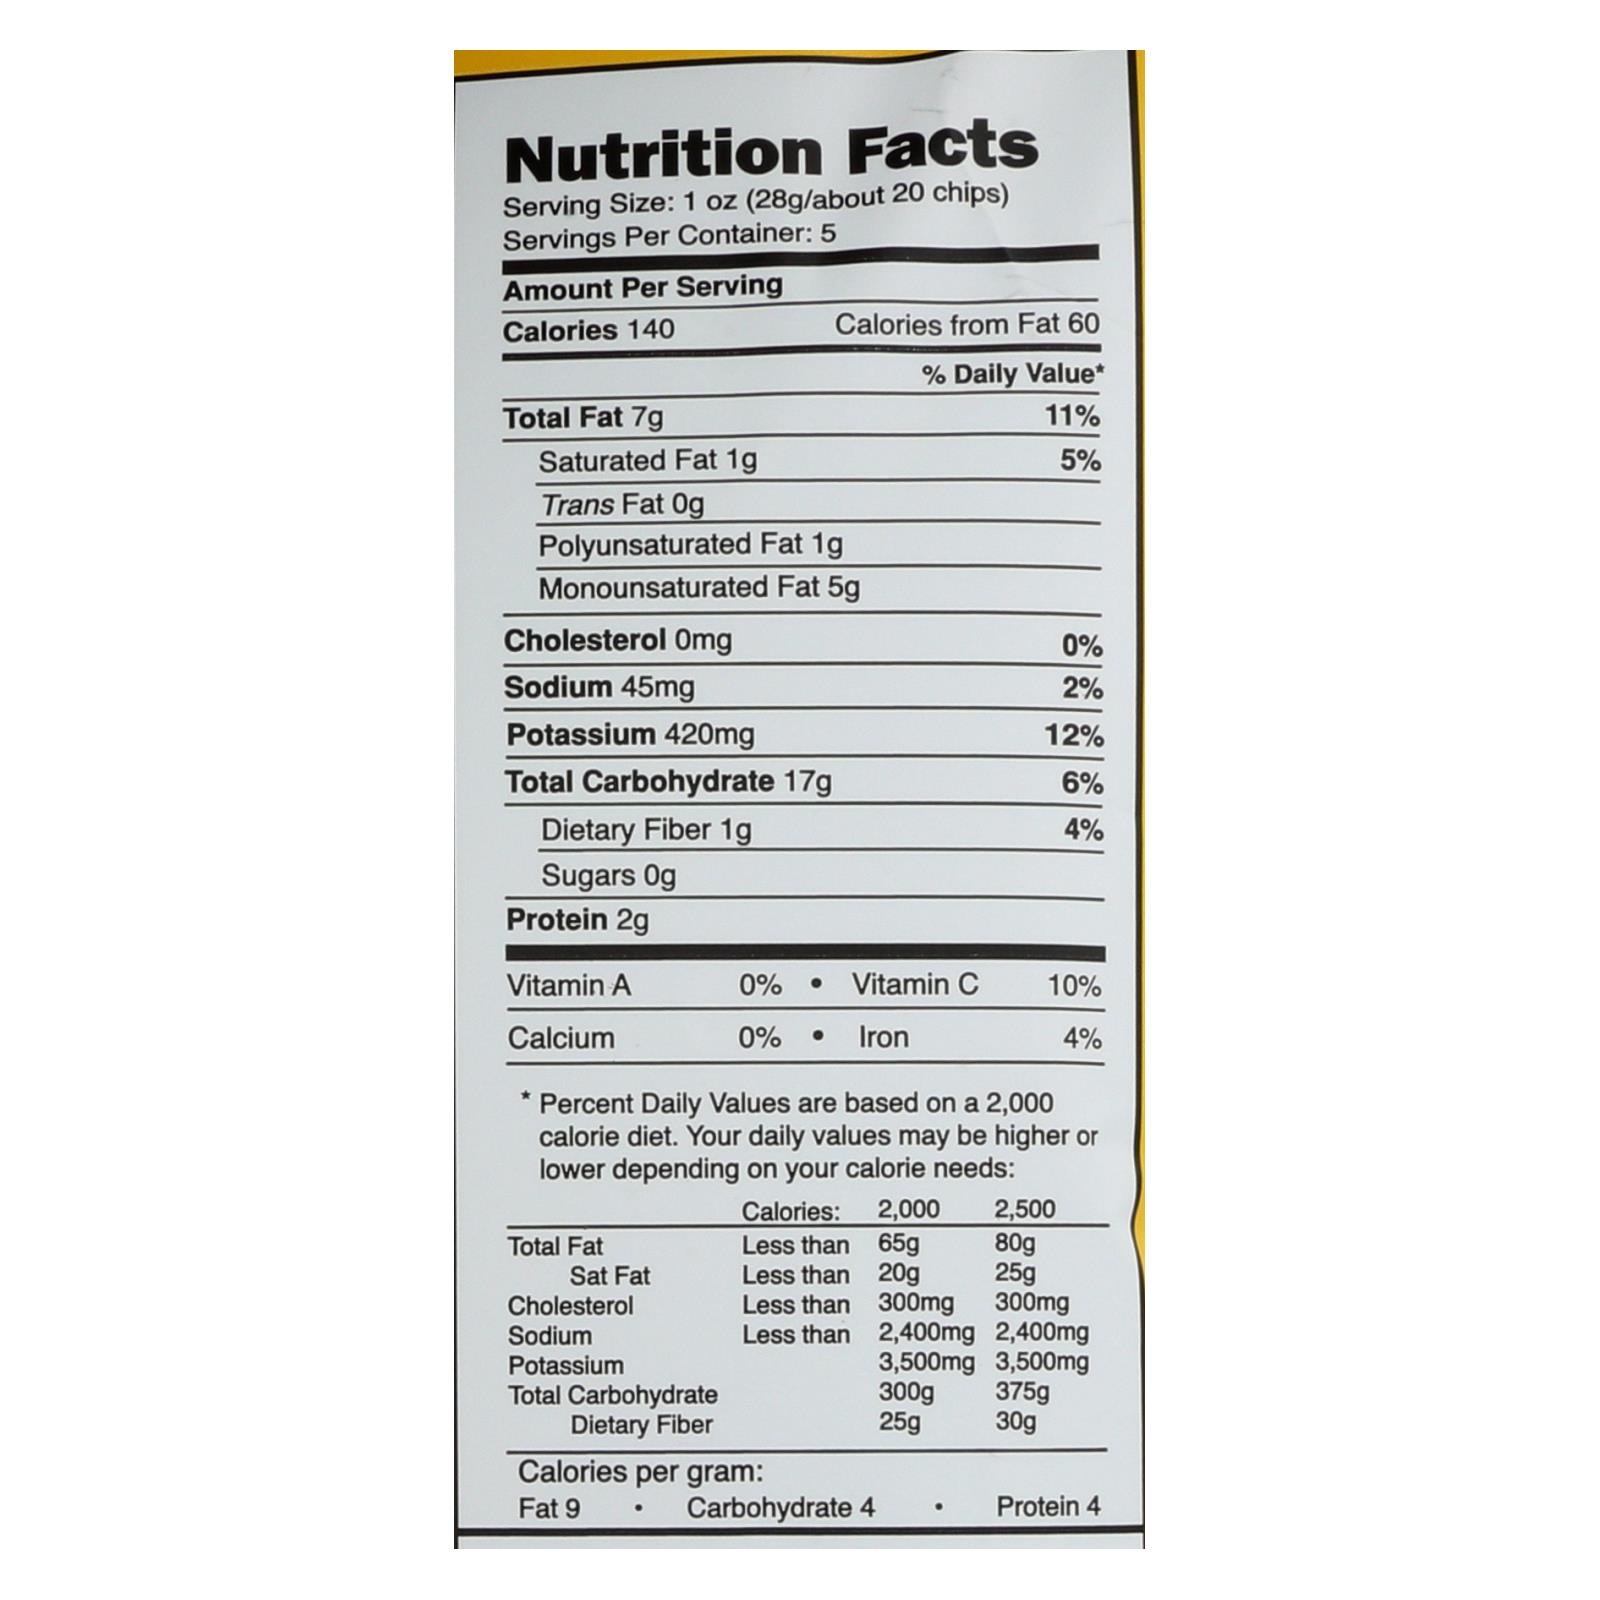 Nutrition Facts
Serving Size: 1 oz (28g/about 20 chips)
Servings Per Container: 5
Amount Per Serving
Calories 140 Calories from Fat 60
% Daily Value*
Total Fat 7g 11%
Saturated Fat 1g 5%
Trans Fat 0g
Polyunsaturated Fat 1g
Monounsaturated Fat 5g
Cholesterol 0mg 0%
Sodium 45mg 2%
Potassium 420mg 12%
Total Carbohydrate 17g 6%
Dietary Fiber 1g 4%
Sugars 0g
Protein 2g
Vitamin A 0% • Vitamin C 10%
Calcium 0% • Iron 4%
* Percent Daily Values are based on a 2,000
calorie diet. Your daily values may be higher or
lower depending on your calorie needs:
Calories: 2,000 2,500
Total Fat Less than 65g 80g
Sat Fat Less than 20g 25g
Cholesterol Less than 300mg 300mg
Sodium Less than 2,400mg 2,400mg
Potassium 3,500mg 3,500mg
Total Carbohydrate 300g 375g
Dietary Fiber 25g 30g
Calories per gram:
Fat 9 • Carbohydrate 4 • Protein 4